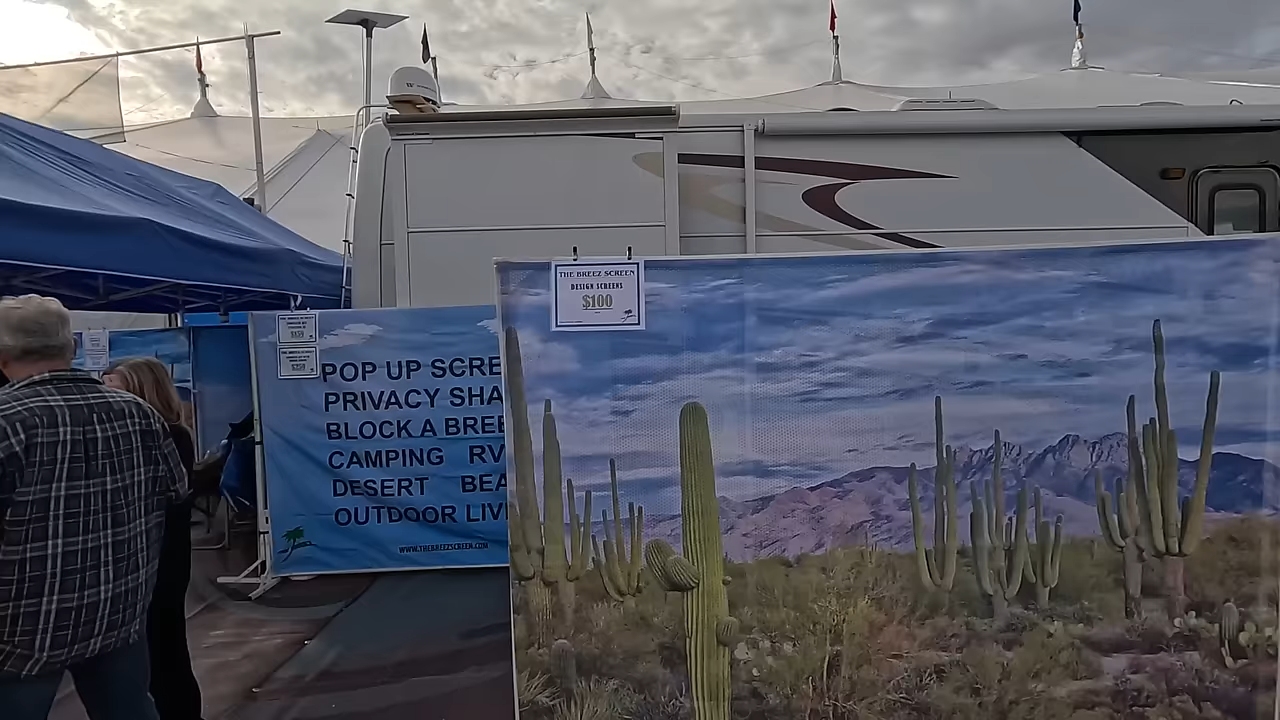 THE BREEZ SCREEN
DESIGN SCREENS
$100
POP UP SCRE
PRIVACY SHA
BLOCK A BREE
CAMPING RV
DESERT BEA
OUTDOOR LIV
WWW.THEBREEZSCREEN.COM